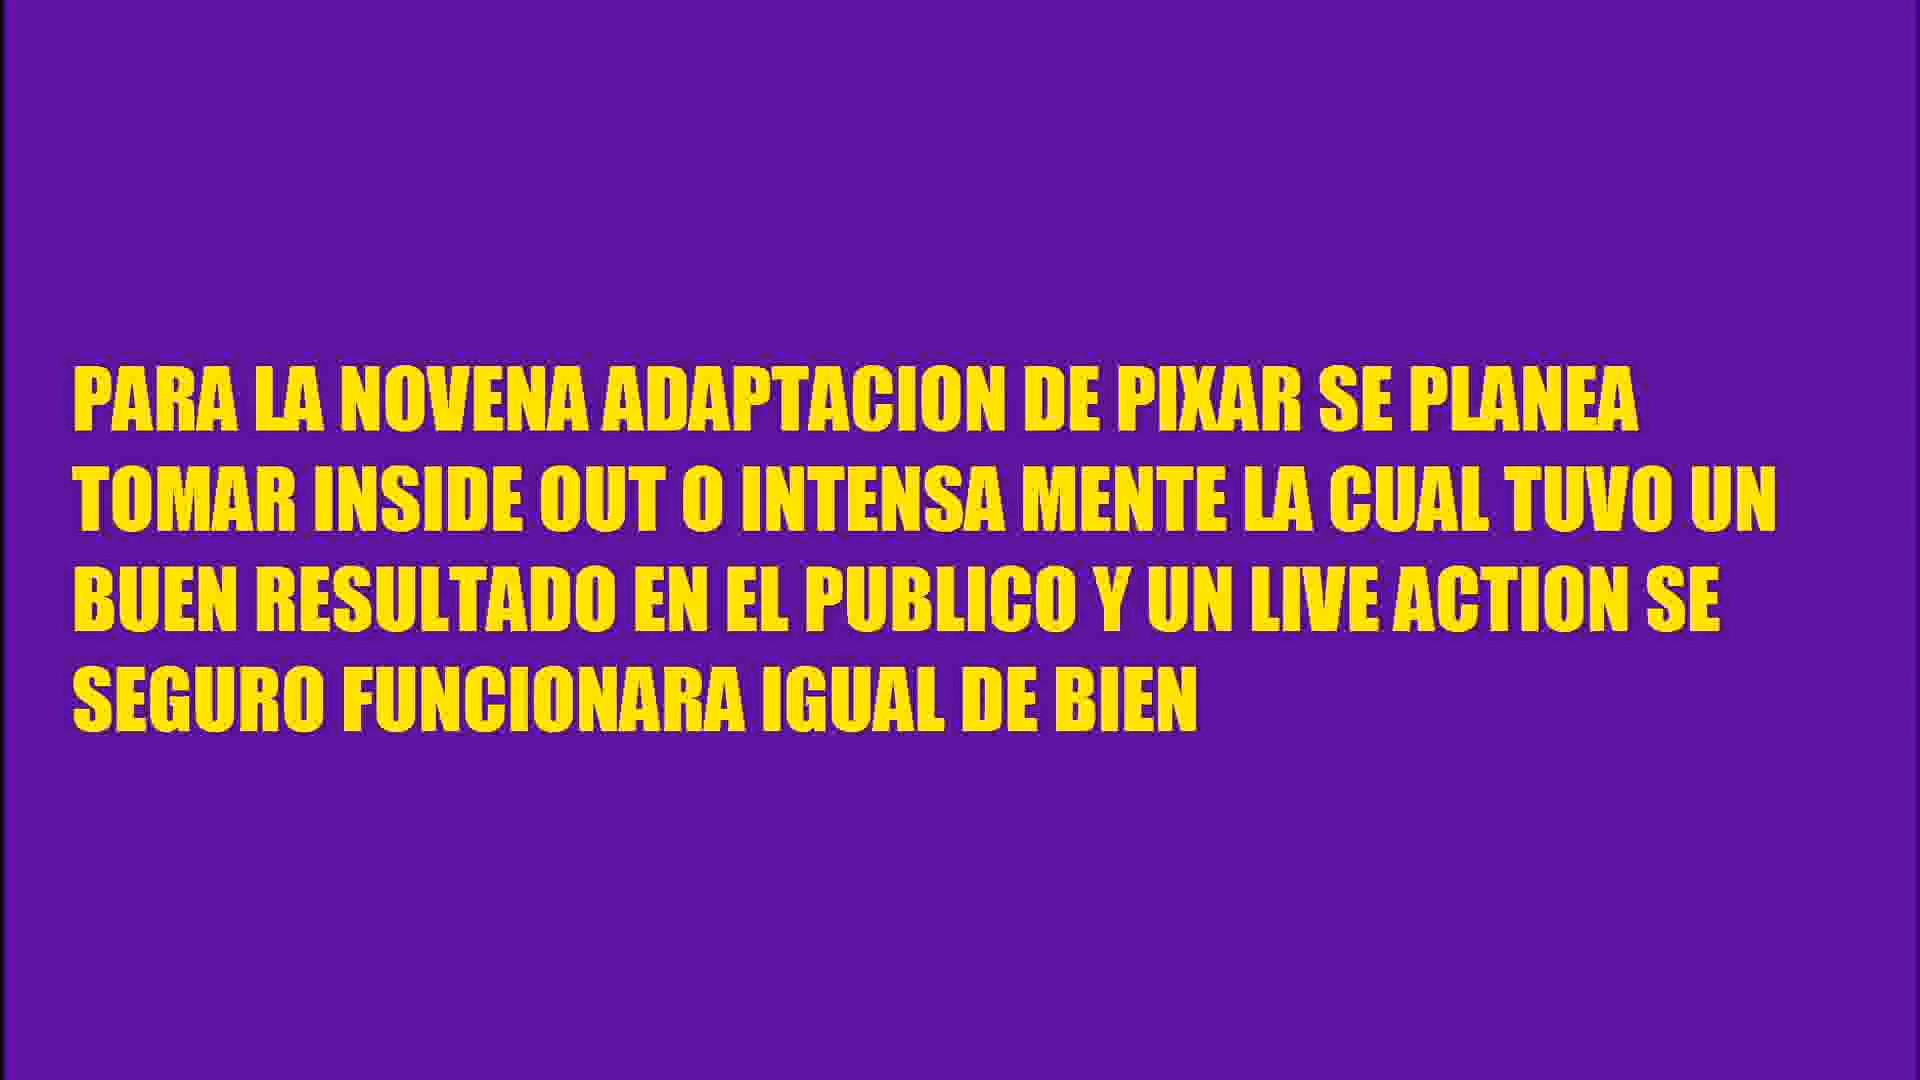 PARA LA NOVENA ADAPTACION DE PIXAR SE PLANEA
TOMAR INSIDE OUT O INTENSA MENTE LA CUAL TUVO UN
BUEN RESULTADO EN EL PUBLICO Y UN LIVE ACTION SE
SEGURO FUNCIONARA IGUAL DE BIEN